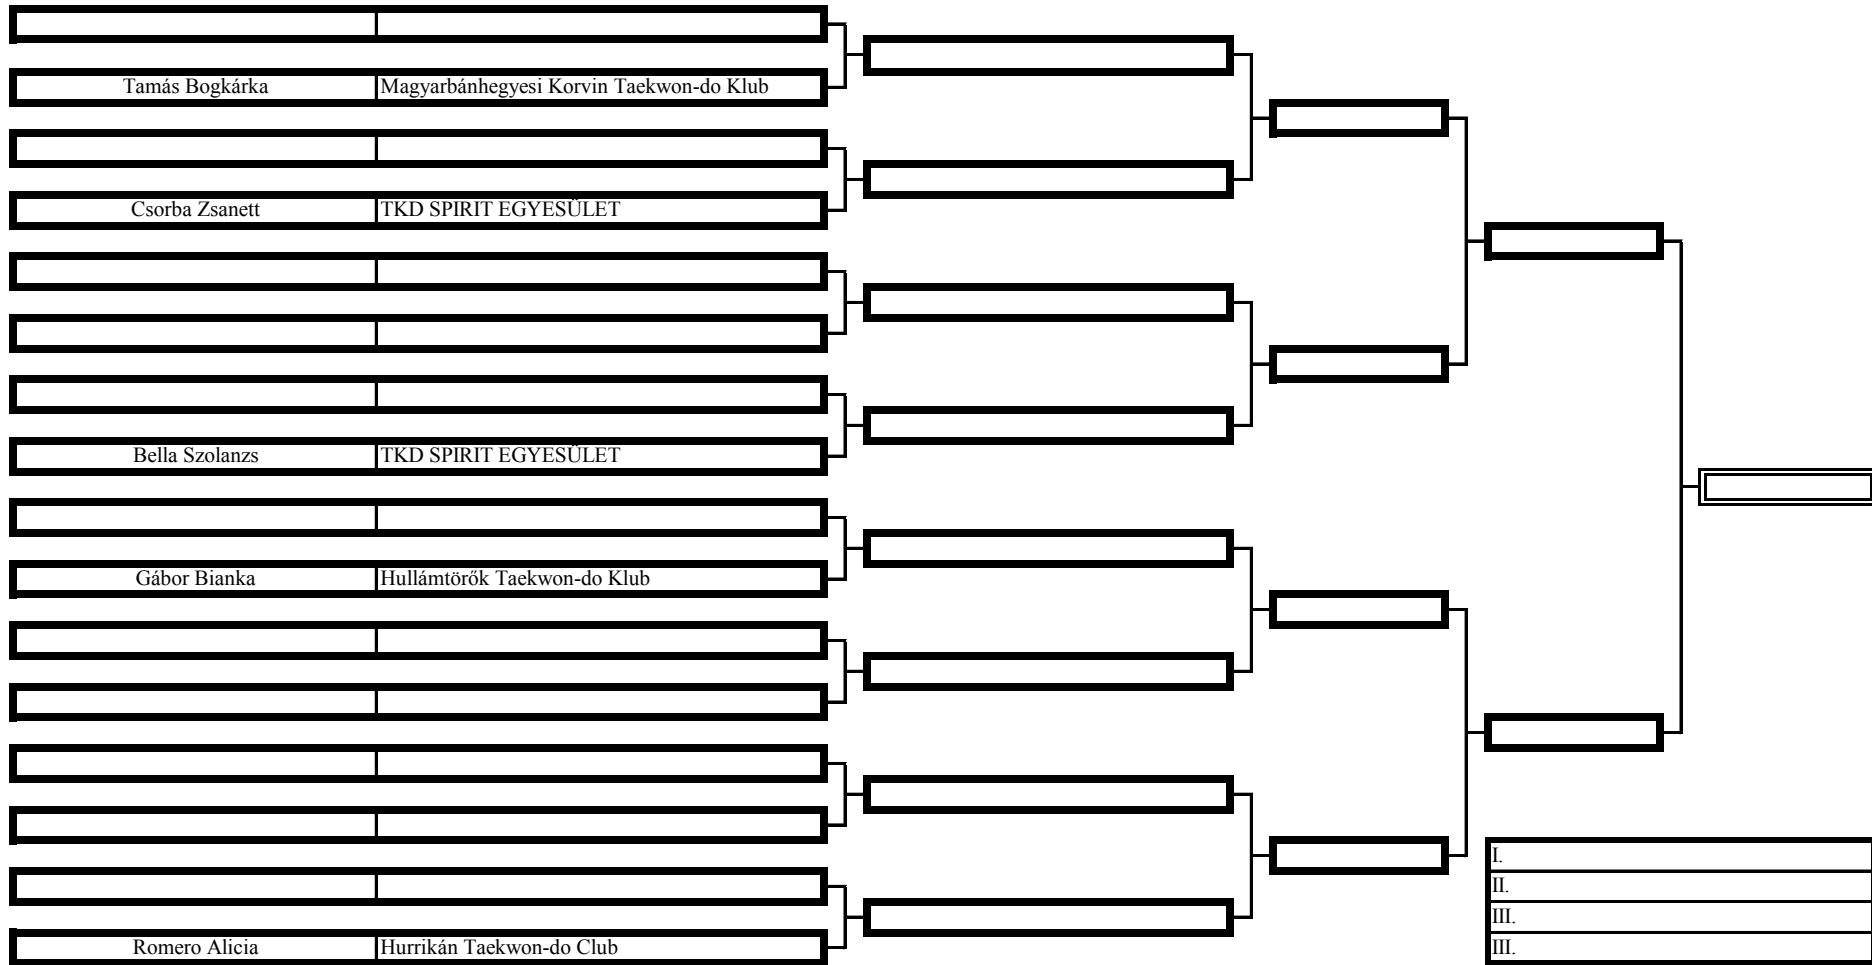 Tamás Bogkárka Magyarbánhegyesi Korvin Taekwon-do Klub
Csorba Zsanett TKD SPIRIT EGYESÜLET
Bella Szolanzs TKD SPIRIT EGYESÜLET
Gábor Bianka Hullámtörők Taekwon-do Klub
Romero Alicia Hurrikán Taekwon-do Club
I.
II.
III.
III.